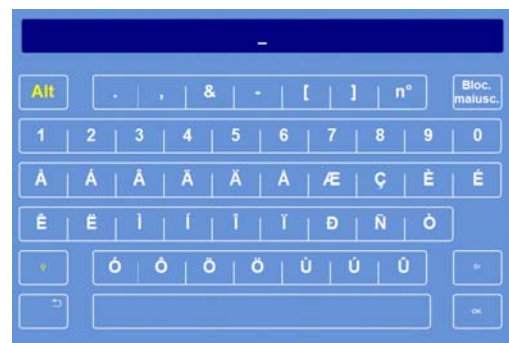 _
Alt . , & - [ ] n° Bloc. maiusc.
1 2 3 4 5 6 7 8 9 0
À Á Â Ã Ä Å Æ Ç È É
Ê Ë Ì Í Î Ï Ð Ñ Ò
Ó Ô Õ Ö Ù Ú Û
OK